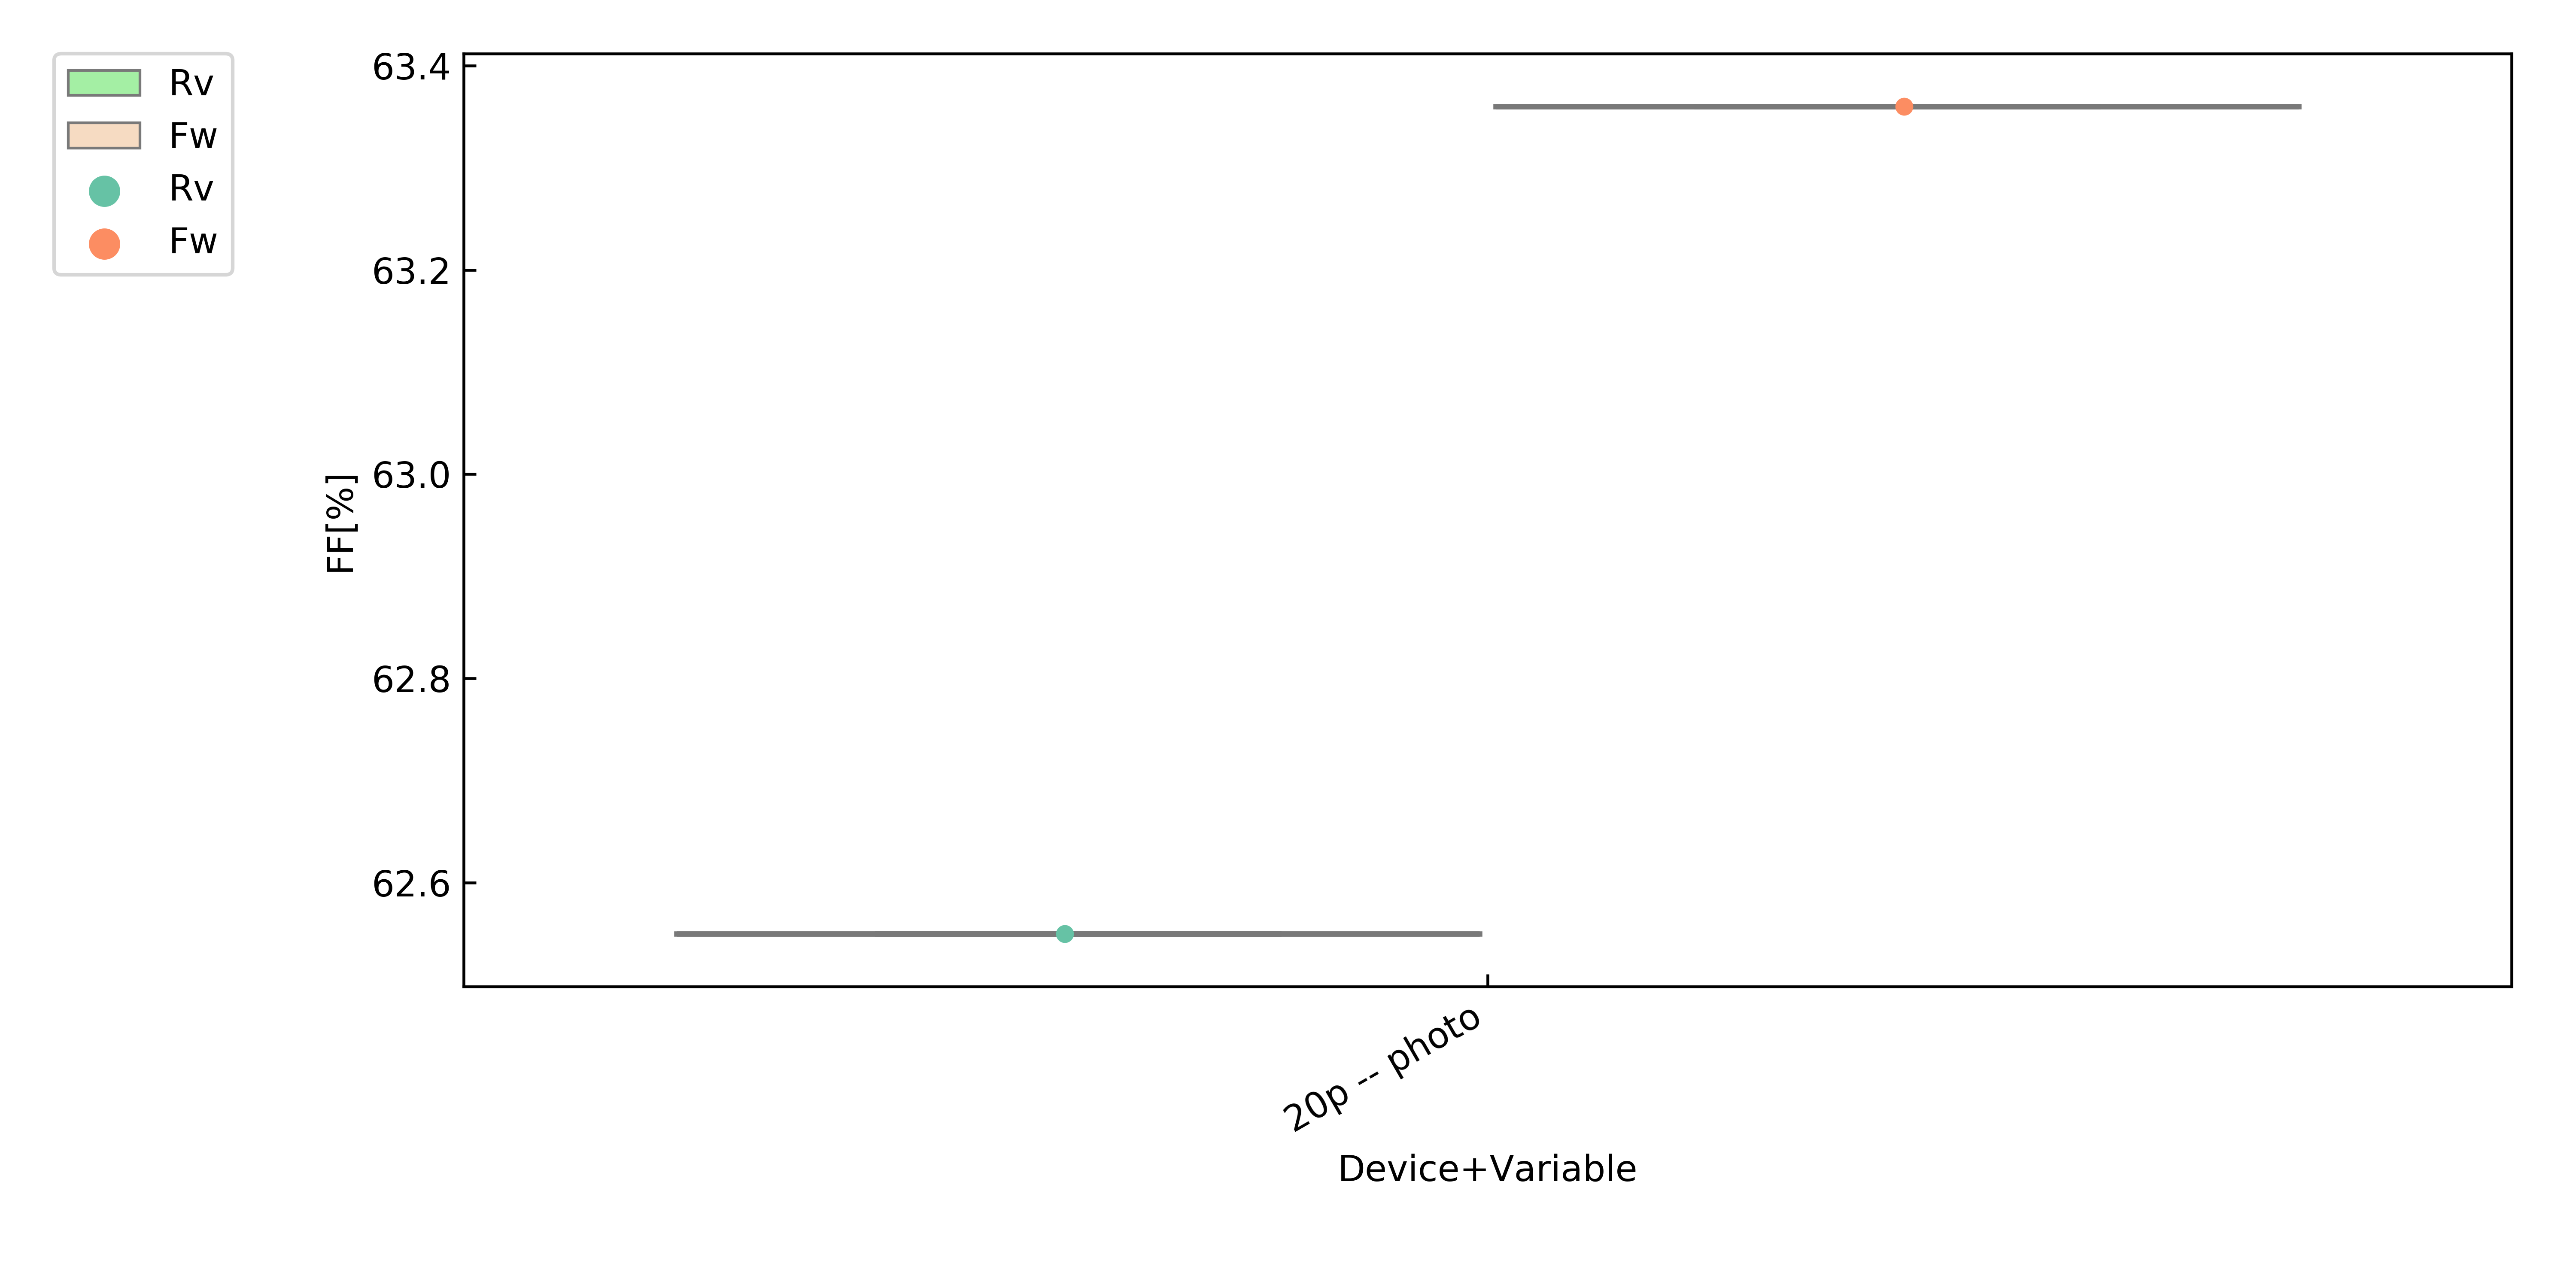 Rv
Fw
Rv
Fw
63.4
63.2
63.0
62.8
62.6
FF[%]
20p -- photo
Device+Variable